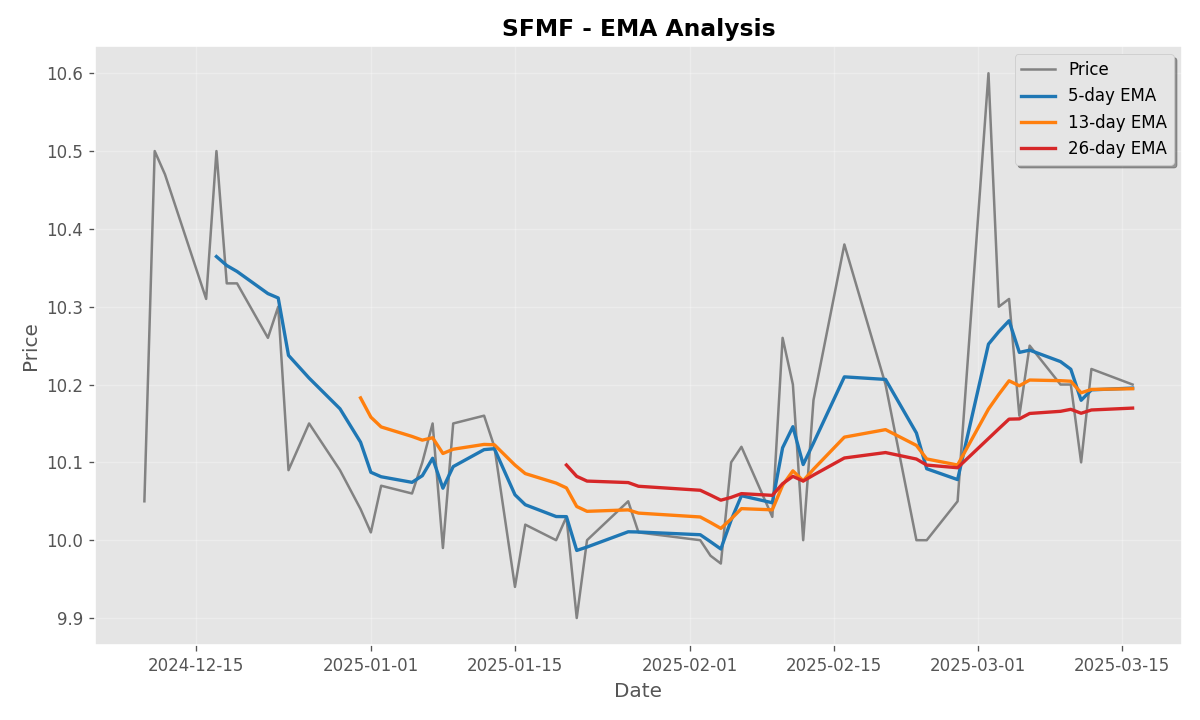 SFMF - EMA Analysis
Price
5-day EMA
13-day EMA
26-day EMA
10.6
10.5
10.4
10.3
10.2
10.1
10.0
9.9
Price
2024-12-15
2025-01-01
2025-01-15
2025-02-01
2025-02-15
2025-03-01
2025-03-15
Date